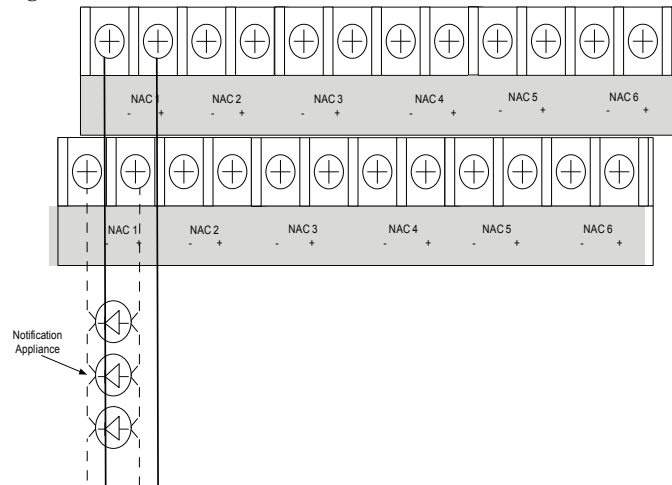 NAC 1 NAC 2 NAC 3 NAC 4 NAC 5 NAC 6
- + - + - + - + - + - +
NAC 1 NAC 2 NAC 3 NAC 4 NAC 5 NAC 6
- + - + - + - + - + - +
Notification
Appliance